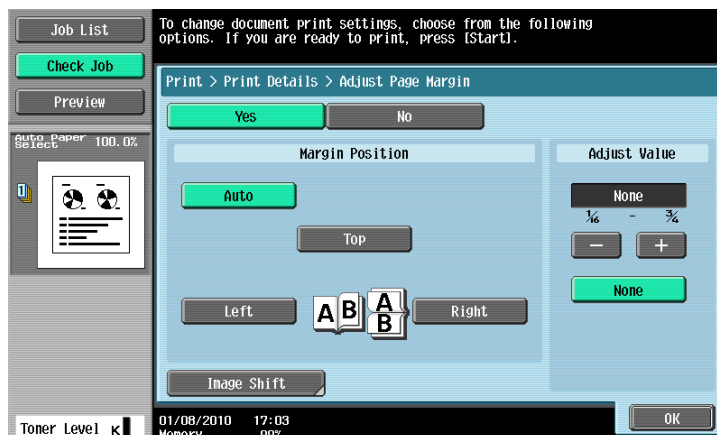 Job List
Check Job
Preview
Auto Paper
Select 100.0%
1
To change document print settings, choose from the following
options. If you are ready to print, press [Start].
Print > Print Details > Adjust Page Margin
Yes No
Margin Position
Auto
Top
Left
A B
A
B
Right
Image Shift
Adjust Value
None
1/16 - 3/4
− +
None
Toner Level K
01/08/2010 17:03
Memory 99%
OK